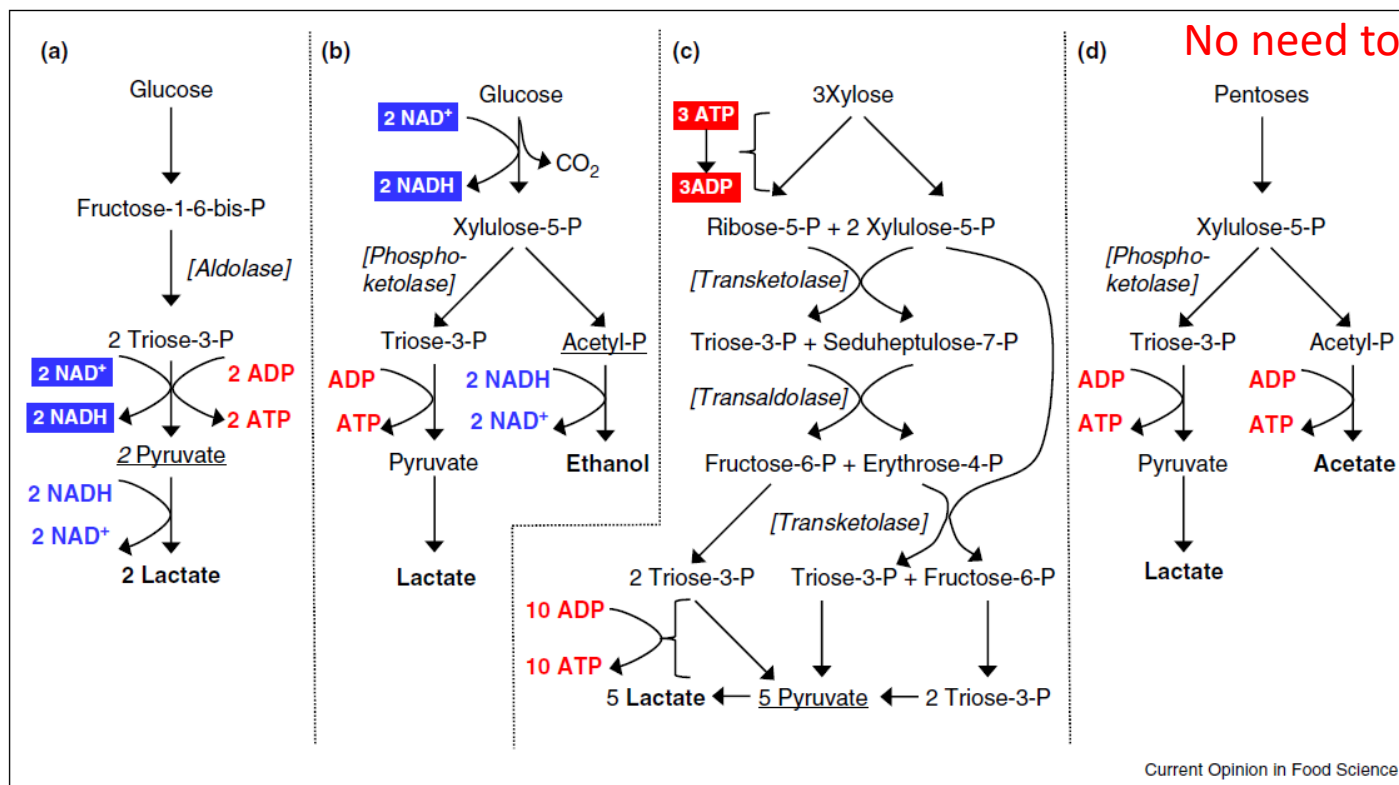 No need to
(a)
Glucose
Fructose-1-6-bis-P
[Aldolase]
2 Triose-3-P
2 NAD⁺
2 ADP
2 NADH
2 ATP
2 Pyruvate
2 NADH
2 NAD⁺
2 Lactate
(b)
Glucose
2 NAD⁺
CO₂
2 NADH
Xylulose-5-P
[Phospho-
ketolase]
Triose-3-P
Acetyl-P
ADP
2 NADH
ATP
2 NAD⁺
Pyruvate
Ethanol
Lactate
(c)
3Xylose
3 ATP
3ADP
Ribose-5-P + 2 Xylulose-5-P
[Transketolase]
Triose-3-P + Seduheptulose-7-P
[Transaldolase]
Fructose-6-P + Erythrose-4-P
[Transketolase]
2 Triose-3-P
Triose-3-P + Fructose-6-P
10 ADP
10 ATP
5 Lactate
5 Pyruvate
2 Triose-3-P
(d)
Pentoses
Xylulose-5-P
[Phospho-
ketolase]
Triose-3-P
Acetyl-P
ADP
ADP
ATP
ATP
Pyruvate
Acetate
Lactate
Current Opinion in Food Science